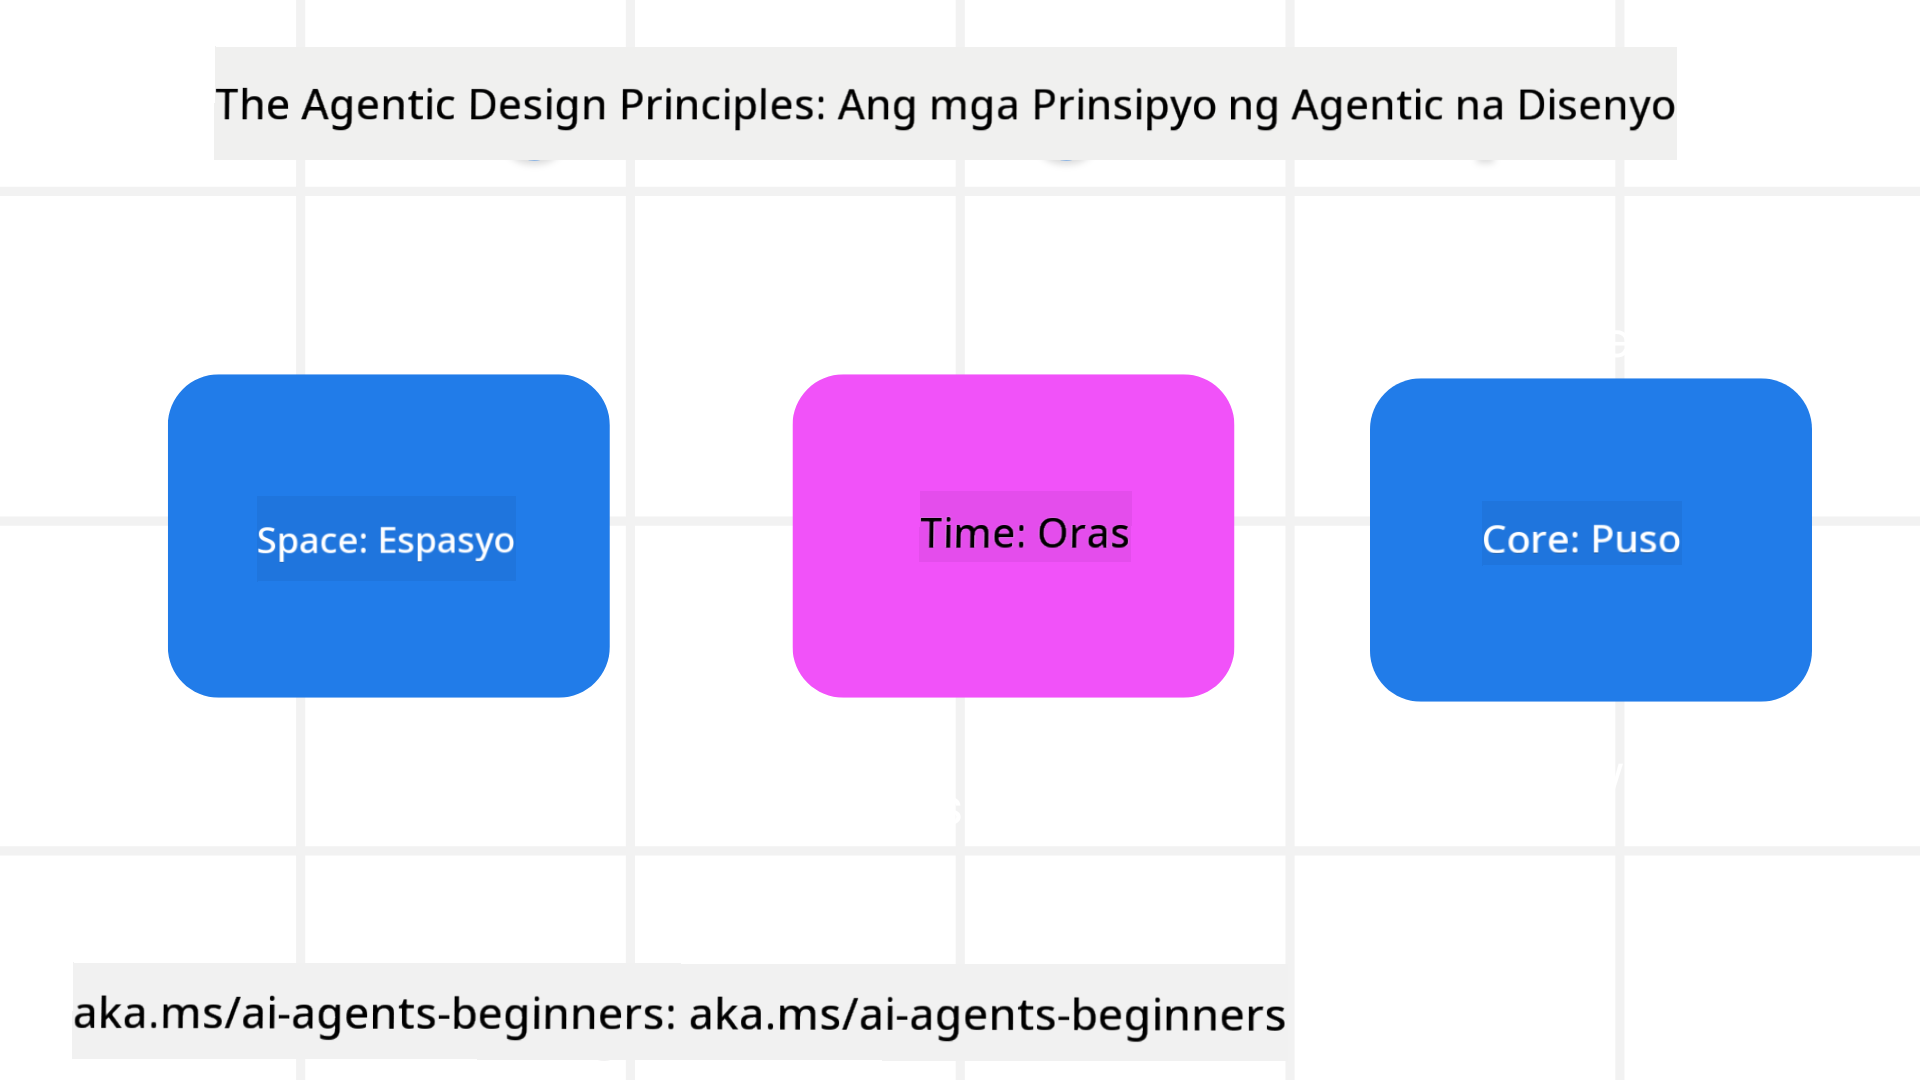 The Agentic Design Principles: Ang mga Prinsipyo ng Agentic na Disenyo
Space: Espasyo
Time: Oras
Core: Puso
aka.ms/ai-agents-beginners: aka.ms/ai-agents-beginners